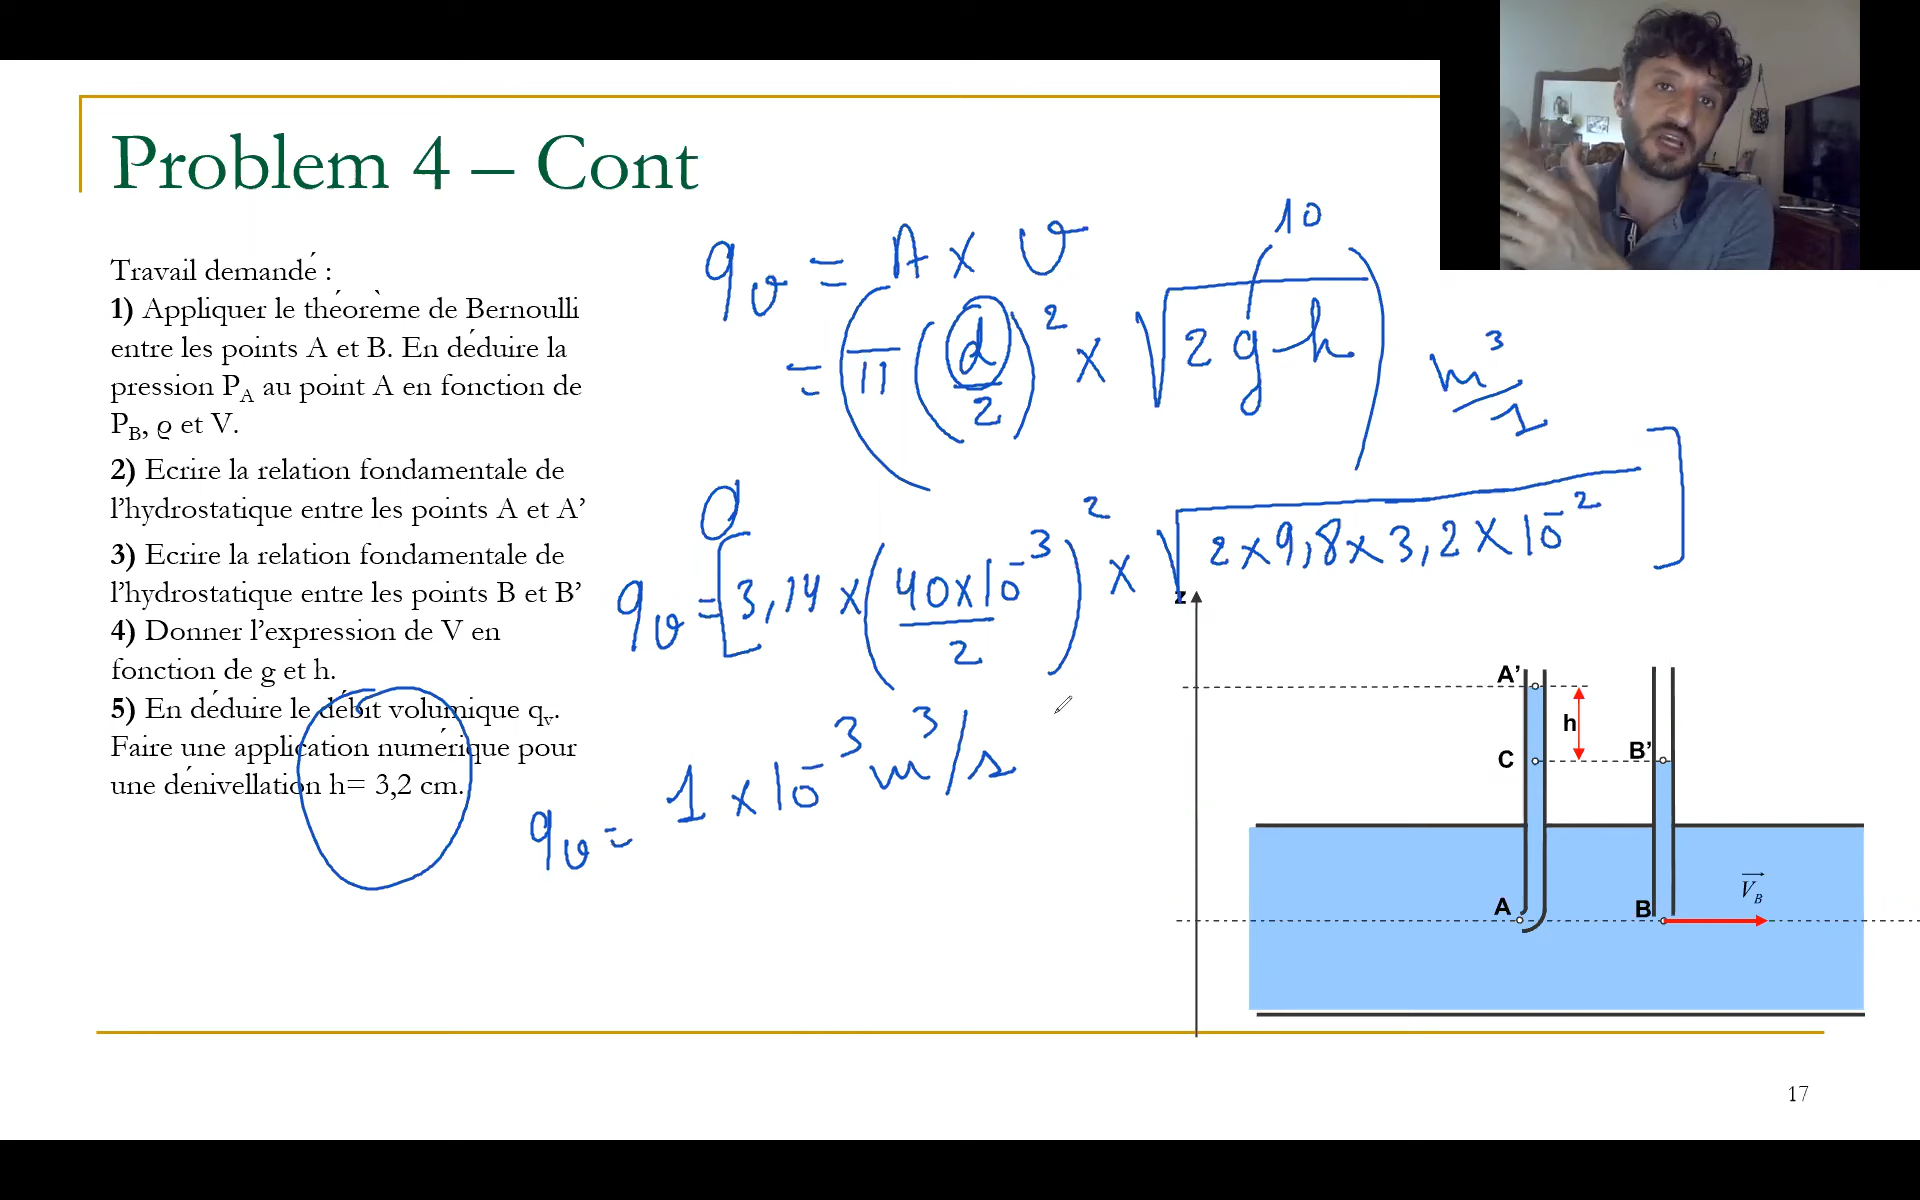 Problem 4 – Cont
Travail demandé :
1) Appliquer le théorème de Bernoulli
entre les points A et B. En déduire la
pression P_A au point A en fonction de
P_B, ϱ et V.
2) Ecrire la relation fondamentale de
l’hydrostatique entre les points A et A’
3) Ecrire la relation fondamentale de
l’hydrostatique entre les points B et B’
4) Donner l’expression de V en
fonction de g et h.
5) En déduire le débit volumique q_v.
Faire une application numérique pour
une dénivellation h= 3,2 cm.
q_v = A × v
10
= (π (d/2)² × √(2 g h))
m³/1
q_v = [3,14 × (40×10⁻³/2)² × √(2×9,8×3,2×10⁻²)]
q_v = 1 × 10⁻³ m³/s
z
A’
h
C
B’
A
B
V_B
17